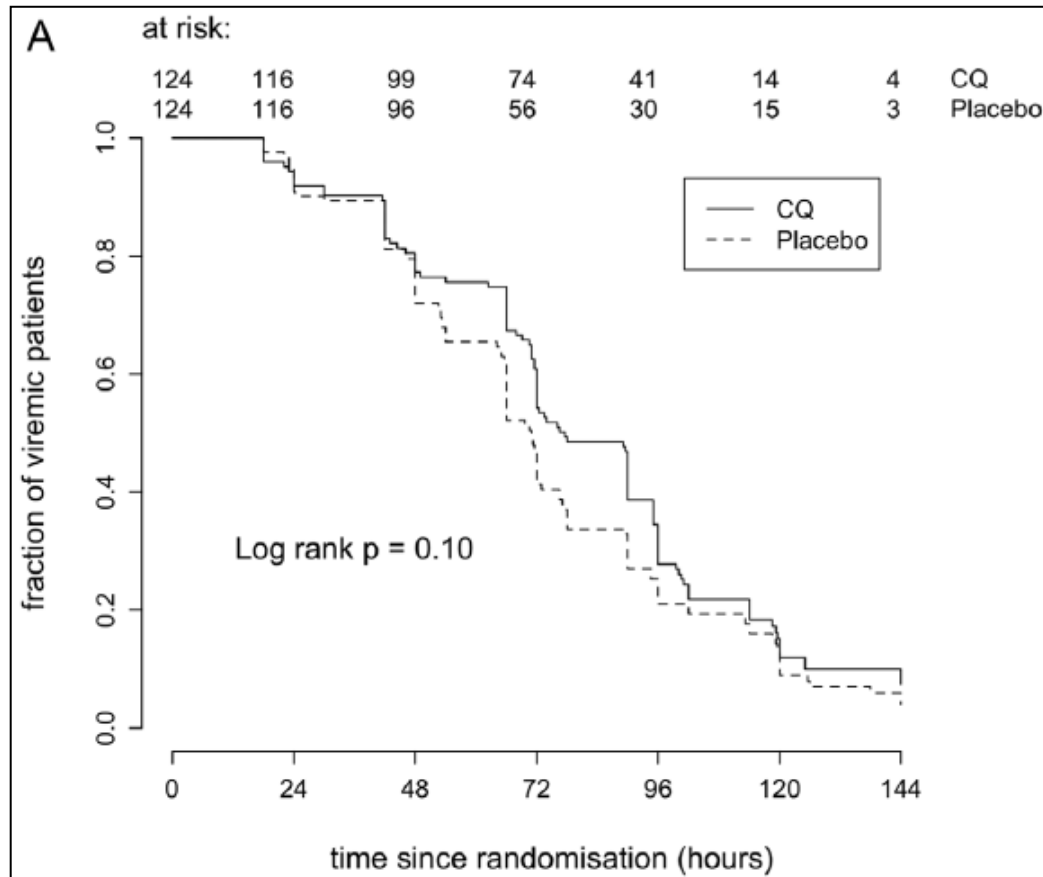 A
at risk:
124 116 99 74 41 14 4 CQ
124 116 96 56 30 15 3 Placebo
1.0
0.8
0.6
0.4
0.2
0.0
fraction of viremic patients
CQ
Placebo
Log rank p = 0.10
0 24 48 72 96 120 144
time since randomisation (hours)